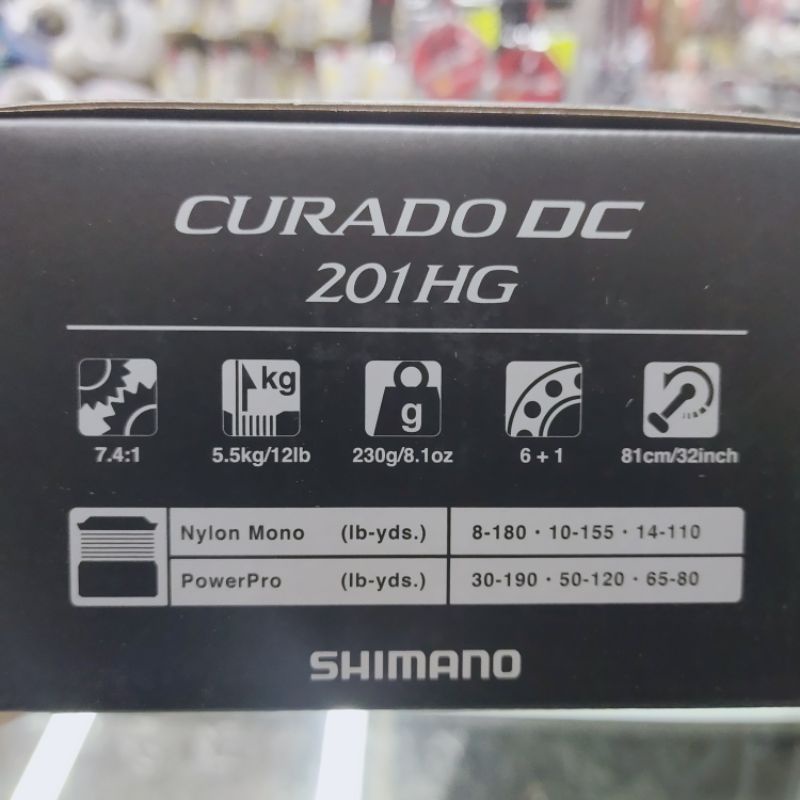 CURADO DC
201HG
kg
g
7.4:1
5.5kg/12lb
230g/8.1oz
6 + 1
81cm/32inch
Nylon Mono (lb-yds.) 8-180 · 10-155 · 14-110
PowerPro (lb-yds.) 30-190 · 50-120 · 65-80
SHIMANO